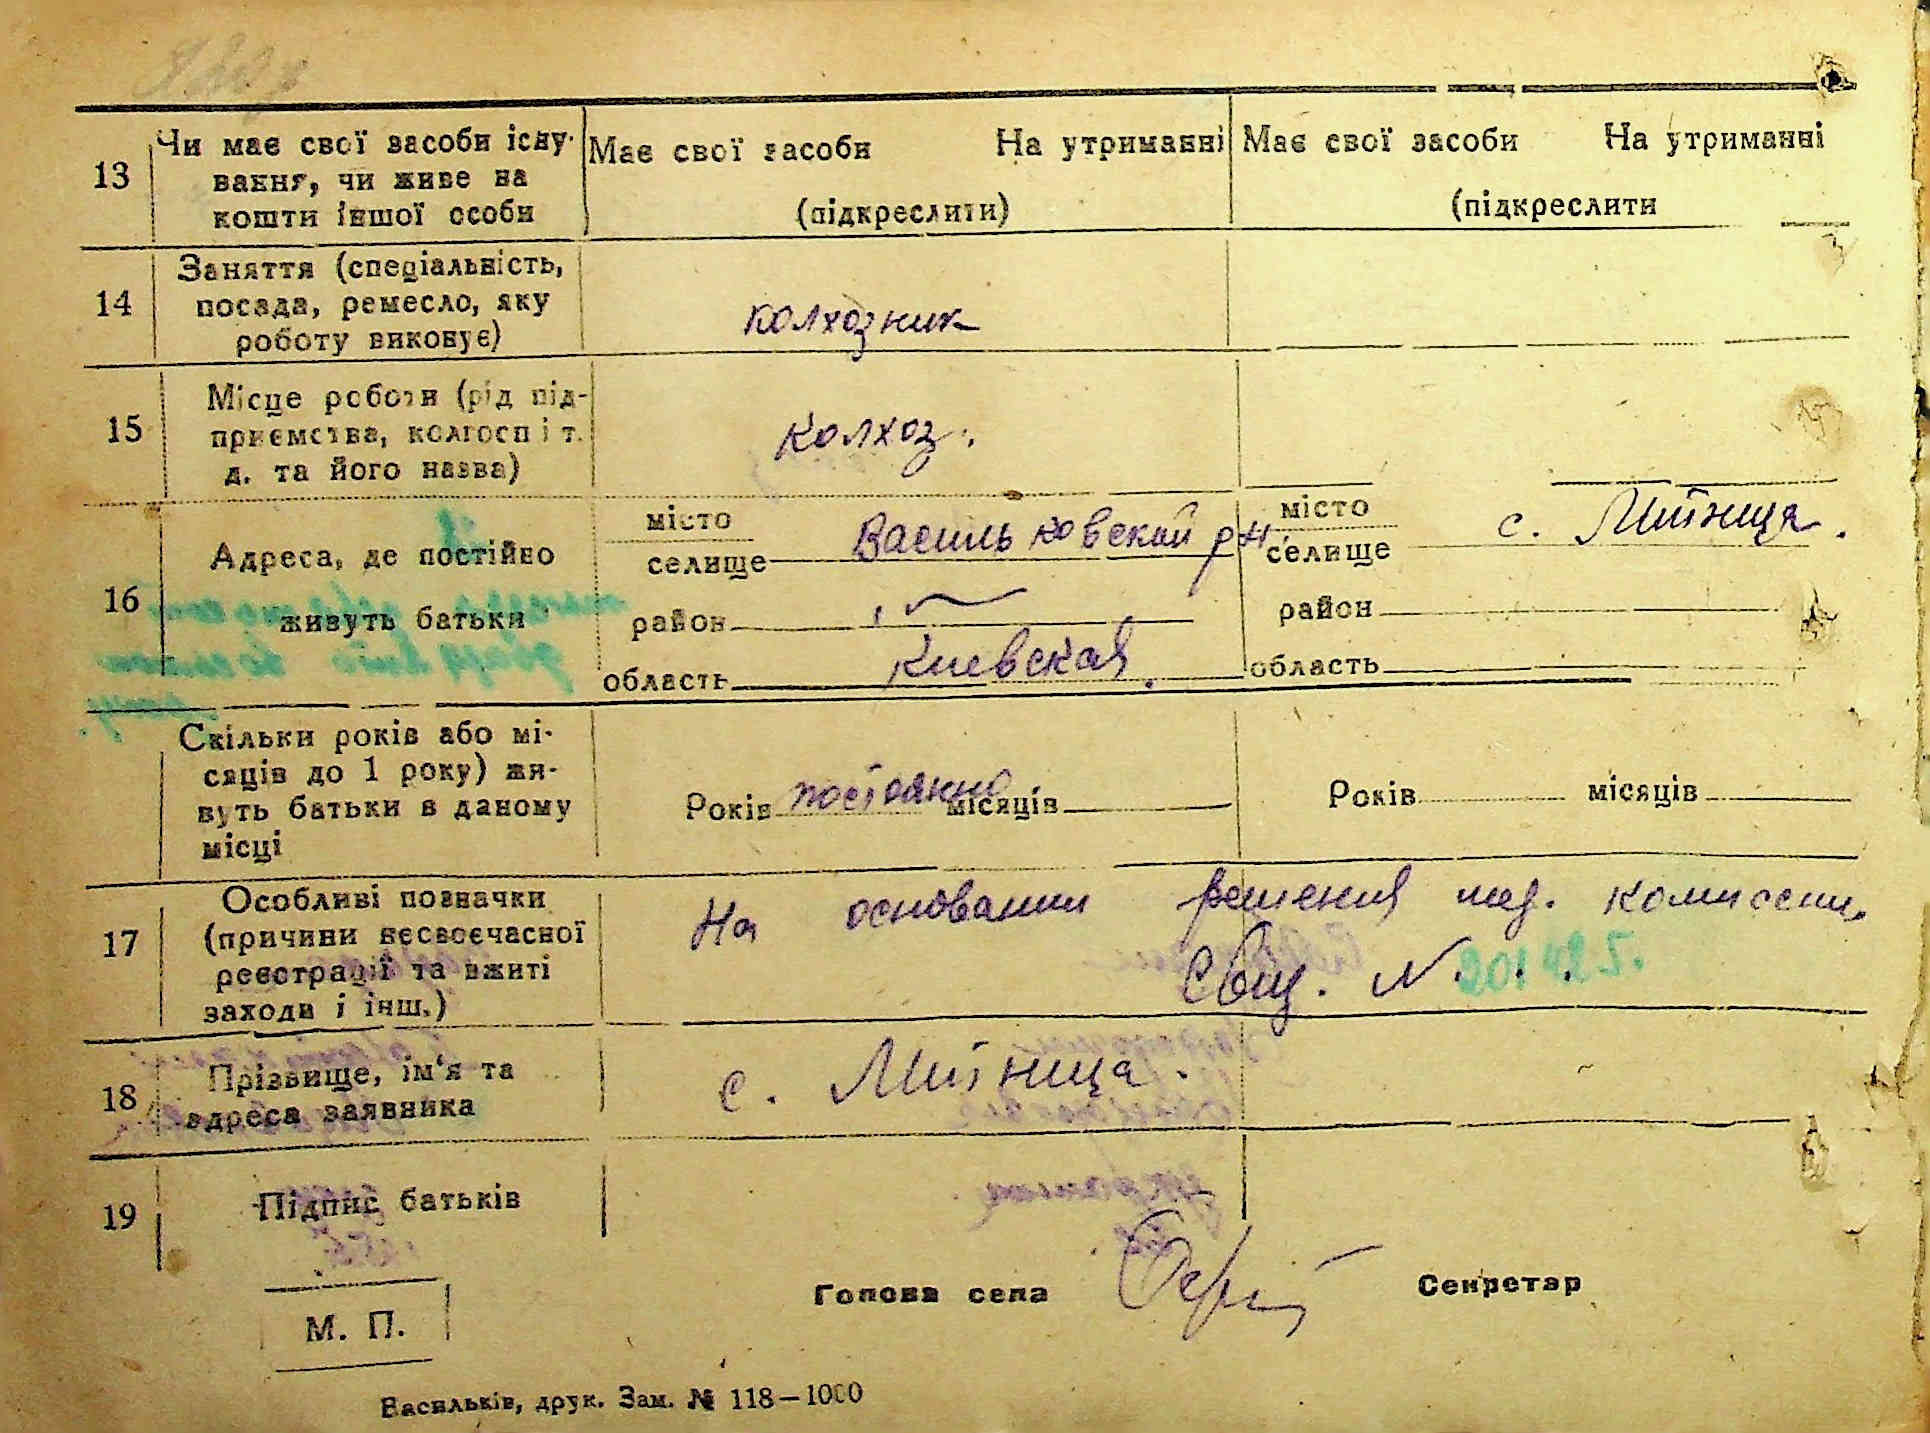 13
Чи має свої засоби існу-
вання, чи живе на
кошти іншої особи
Має свої засоби На утриманні
(підкреслити)
Має свої засоби На утриманні
(підкреслити
14
Заняття (спеціальність,
посада, ремесло, яку
роботу виконує)
колхозник
15
Місце роботи (рід під-
приємства, колгосп і т.
д. та його назва)
колхоз.
16
Адреса, де постійно
живуть батьки
місто
селище Васильковский р-н
район
область Киевская.
місто
селище с. Митница.
район
область
Скільки років або мі-
сяців до 1 року) жи-
вуть батьки в даному
місці
Років постоянно місяців
Років місяців
17
Особливі позначки
(причини несвоєчасної
реєстрації та вжиті
заходи і інш.)
На основании решения мед. комиссии.
N.
18
Прізвище, ім'я та
адреса заявника
с. Митница.
19
Підпис батьків
Голова села Секретар
М. П.
Васильків, друк. Зам. № 118—1000